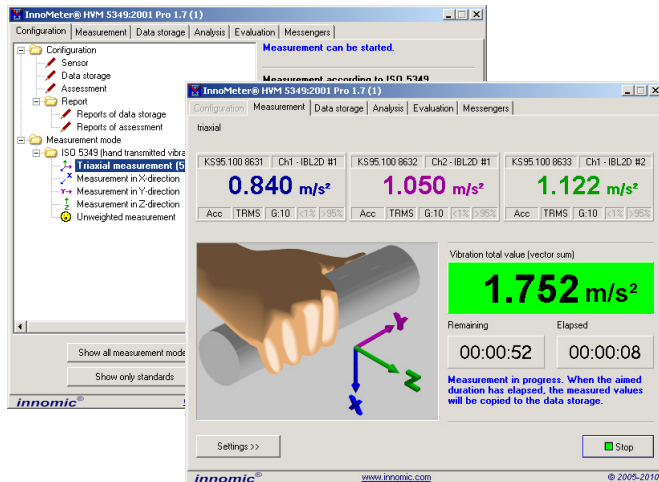 InnoMeter® HVM 5349:2001 Pro 1.7 (1)
Configuration Measurement Data storage Analysis Evaluation Messengers
Configuration
Sensor
Data storage
Assessment
Report
Reports of data storage
Reports of assessment
Measurement mode
ISO 5349 (hand transmitted vibra
Triaxial measurement (5
Measurement in X-direction
Measurement in Y-direction
Measurement in Z-direction
Unweighted measurement
Measurement can be started.
Measurement according to ISO 5349
Show all measurement mode
Show only standards
innomic®
InnoMeter® HVM 5349:2001 Pro 1.7 (1)
Configuration Measurement Data storage Analysis Evaluation Messengers
triaxial
KS95.100 8631 Ch1 - IBL2D #1 KS95.100 8632 Ch2 - IBL2D #1 KS95.100 8633 Ch1 - IBL2D #2
0.840 m/s² 1.050 m/s² 1.122 m/s²
Acc TRMS G:10 <1% >95% Acc TRMS G:10 <1% >95% Acc TRMS G:10 <1% >95%
Y
Z
X
Vibration total value (vector sum)
1.752 m/s²
Remaining Elapsed
00:00:52 00:00:08
Measurement in progress. When the aimed
duration has elapsed, the measured values
will be copied to the data storage.
Settings >> Stop
innomic® www.innomic.com © 2005-2010